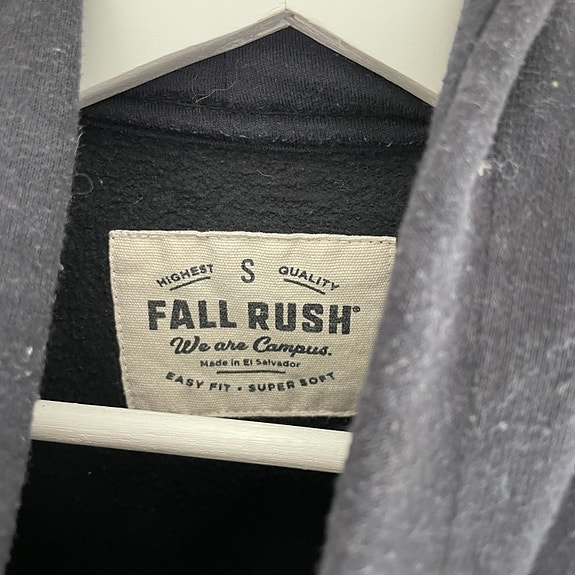 HIGHEST S QUALITY
FALL RUSH®
We are Campus.
Made in El Salvador
EASY FIT • SUPER SOFT